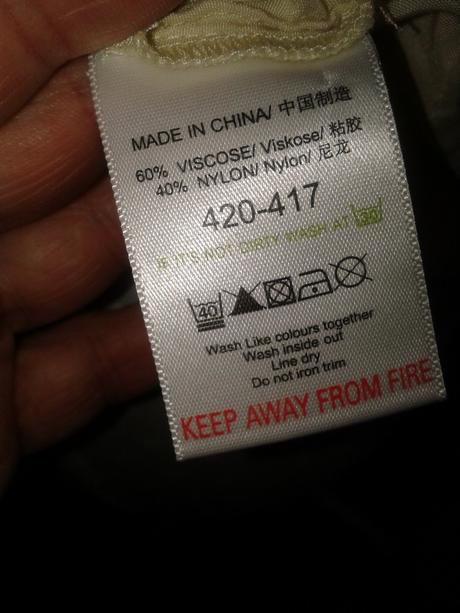 MADE IN CHINA/ 中国制造
60% VISCOSE/ Viskose/ 粘胶
40% NYLON/ Nylon/ 尼龙
420-417
IF IT'S NOT DIRTY WASH AT 30
40
Wash Like colours together
Wash inside out
Line dry
Do not iron trim
KEEP AWAY FROM FIRE